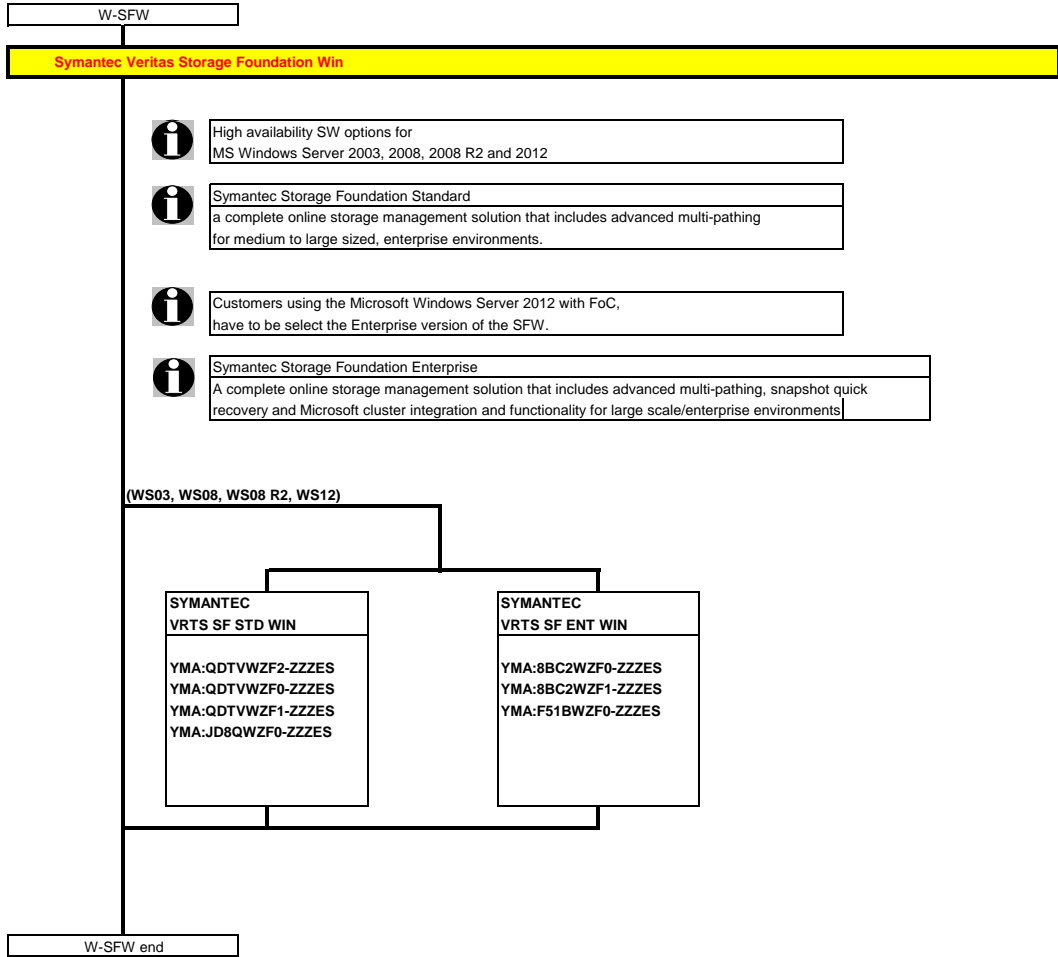 W-SFW
Symantec Veritas Storage Foundation Win
High availability SW options for
MS Windows Server 2003, 2008, 2008 R2 and 2012
Symantec Storage Foundation Standard
a complete online storage management solution that includes advanced multi-pathing
for medium to large sized, enterprise environments.
Customers using the Microsoft Windows Server 2012 with FoC,
have to be select the Enterprise version of the SFW.
Symantec Storage Foundation Enterprise
A complete online storage management solution that includes advanced multi-pathing, snapshot quick
recovery and Microsoft cluster integration and functionality for large scale/enterprise environments
(WS03, WS08, WS08 R2, WS12)
SYMANTEC
VRTS SF STD WIN
YMA:QDTVWZF2-ZZZES
YMA:QDTVWZF0-ZZZES
YMA:QDTVWZF1-ZZZES
YMA:JD8QWZF0-ZZZES
SYMANTEC
VRTS SF ENT WIN
YMA:8BC2WZF0-ZZZES
YMA:8BC2WZF1-ZZZES
YMA:F51BWZF0-ZZZES
W-SFW end